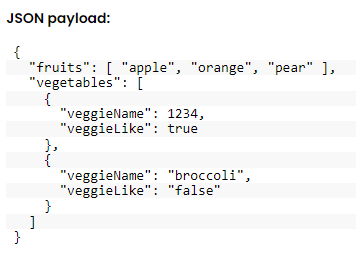 JSON payload:
{
  "fruits": [ "apple", "orange", "pear" ],
  "vegetables": [
    {
      "veggieName": 1234,
      "veggieLike": true
    },
    {
      "veggieName": "broccoli",
      "veggieLike": "false"
    }
  ]
}